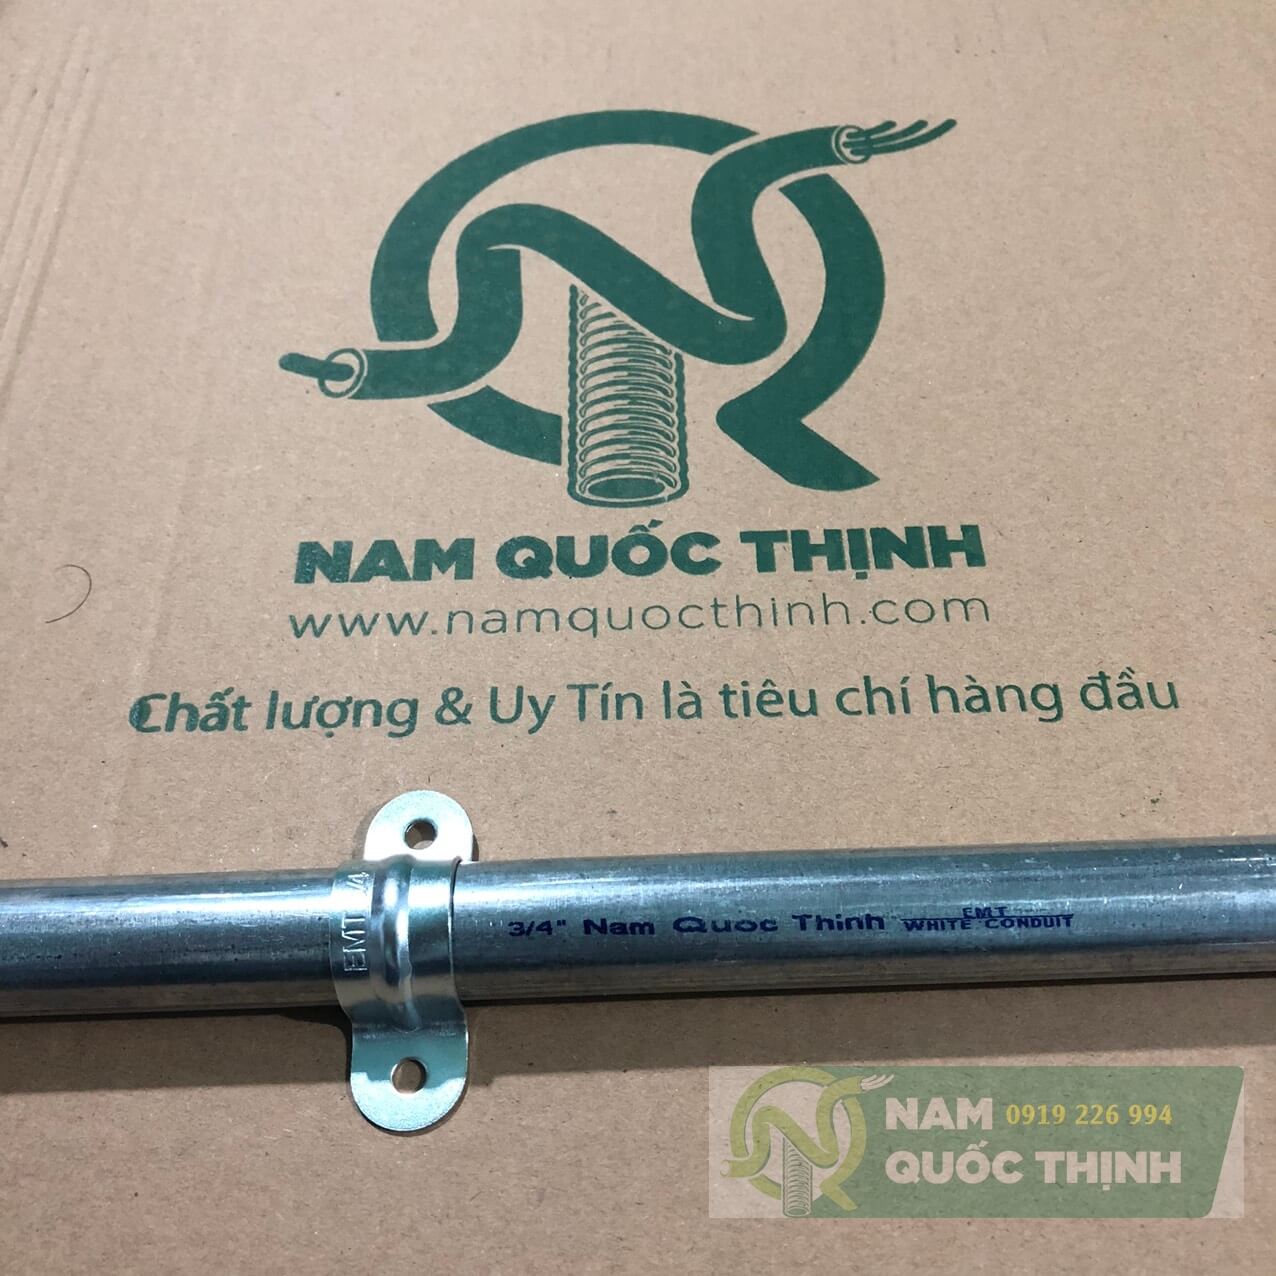 NAM QUỐC THỊNH
www.namquocthinh.com
Chất lượng & Uy Tín là tiêu chí hàng đầu
EMT 3/4
3/4" Nam Quoc Thinh EMT
WHITE CONDUIT
NAM 0919 226 994
QUỐC THỊNH